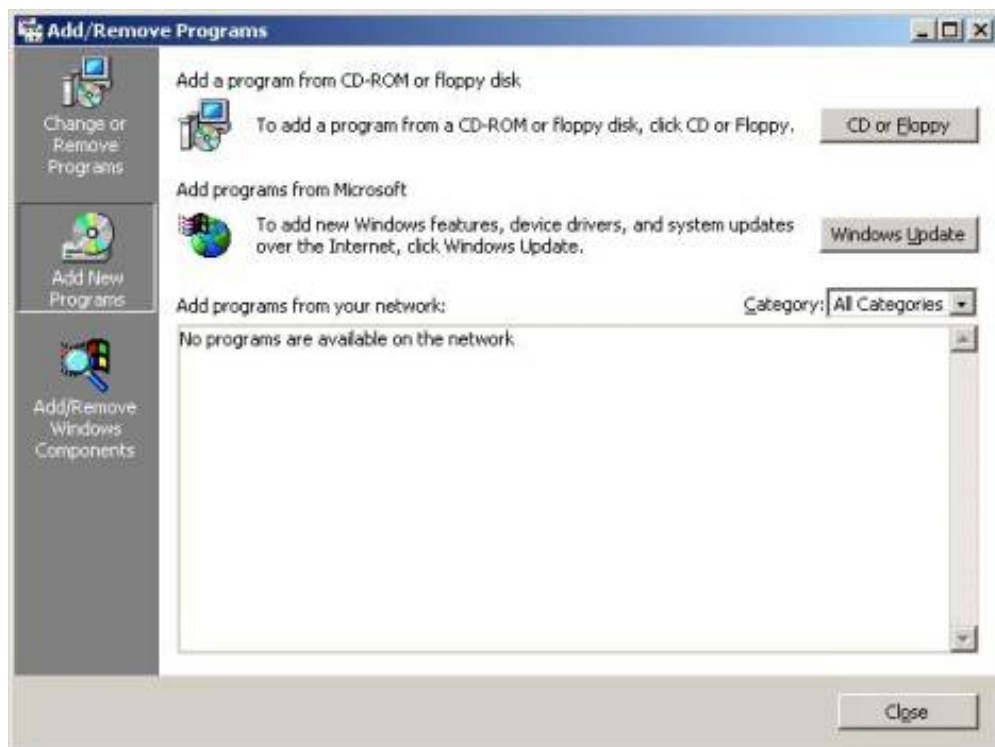 Add/Remove Programs
Change or
Remove
Programs
Add New
Programs
Add/Remove
Windows
Components
Add a program from CD-ROM or floppy disk
To add a program from a CD-ROM or floppy disk, click CD or Floppy.
CD or Floppy
Add programs from Microsoft
To add new Windows features, device drivers, and system updates
over the Internet, click Windows Update.
Windows Update
Add programs from your network:
Category: All Categories
No programs are available on the network
Close